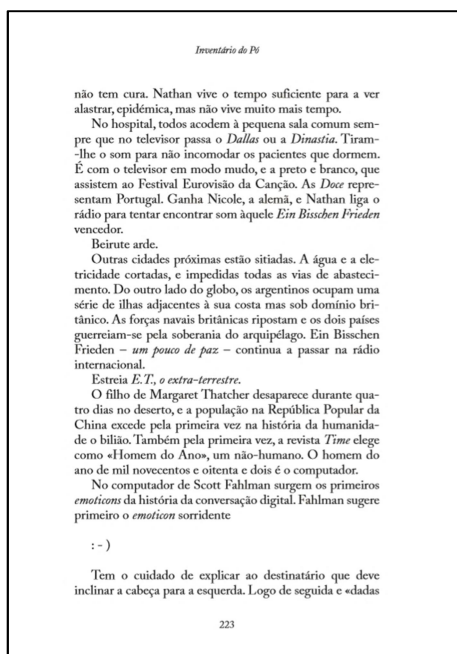 Inventário do Pó
não tem cura. Nathan vive o tempo suficiente para a ver
alastrar, epidémica, mas não vive muito mais tempo.
No hospital, todos acodem à pequena sala comum sem-
pre que no televisor passa o Dallas ou a Dinastia. Tiram-
-lhe o som para não incomodar os pacientes que dormem.
É com o televisor em modo mudo, e a preto e branco, que
assistem ao Festival Eurovisão da Canção. As Doce repre-
sentam Portugal. Ganha Nicole, a alemã, e Nathan liga o
rádio para tentar encontrar som àquele Ein Bisschen Frieden
vencedor.
Beirute arde.
Outras cidades próximas estão sitiadas. A água e a ele-
tricidade cortadas, e impedidas todas as vias de abasteci-
mento. Do outro lado do globo, os argentinos ocupam uma
série de ilhas adjacentes à sua costa mas sob domínio bri-
tânico. As forças navais britânicas ripostam e os dois países
guerreiam-se pela soberania do arquipélago. Ein Bisschen
Frieden – um pouco de paz – continua a passar na rádio
internacional.
Estreia E.T., o extra-terrestre.
O filho de Margaret Thatcher desaparece durante qua-
tro dias no deserto, e a população na República Popular da
China excede pela primeira vez na história da humanida-
de o bilião. Também pela primeira vez, a revista Time elege
como «Homem do Ano», um não-humano. O homem do
ano de mil novecentos e oitenta e dois é o computador.
No computador de Scott Fahlman surgem os primeiros
emoticons da história da conversação digital. Fahlman sugere
primeiro o emoticon sorridente
: - )
Tem o cuidado de explicar ao destinatário que deve
inclinar a cabeça para a esquerda. Logo de seguida e «dadas
223